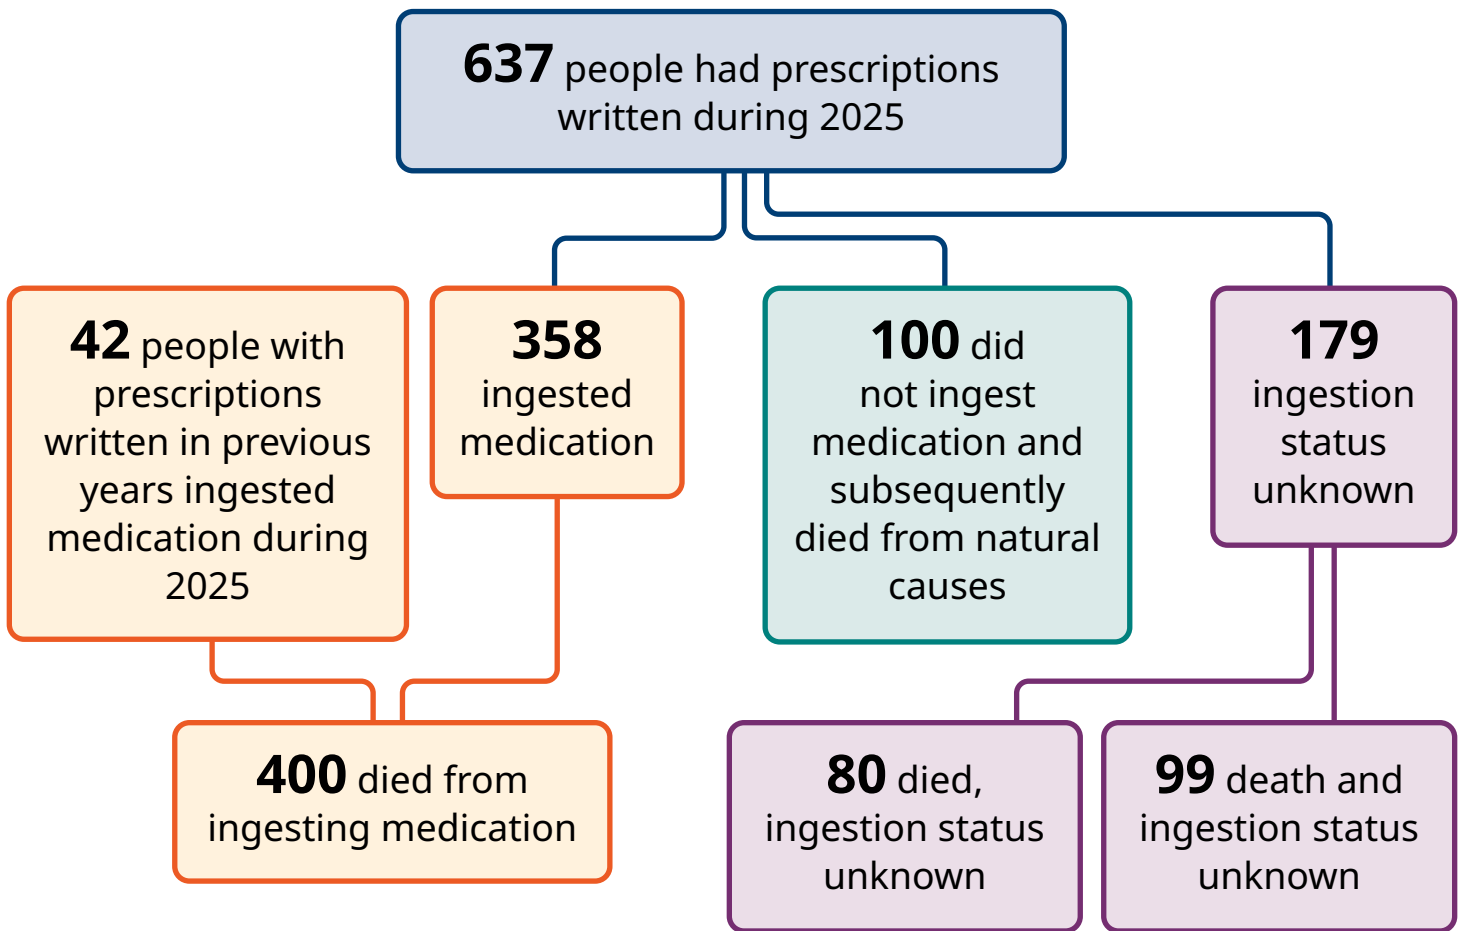 637 people had prescriptions
written during 2025
42 people with
prescriptions
written in previous
years ingested
medication during
2025
358
ingested
medication
100 did
not ingest
medication and
subsequently
died from natural
causes
179
ingestion
status
unknown
400 died from
ingesting medication
80 died,
ingestion status
unknown
99 death and
ingestion status
unknown